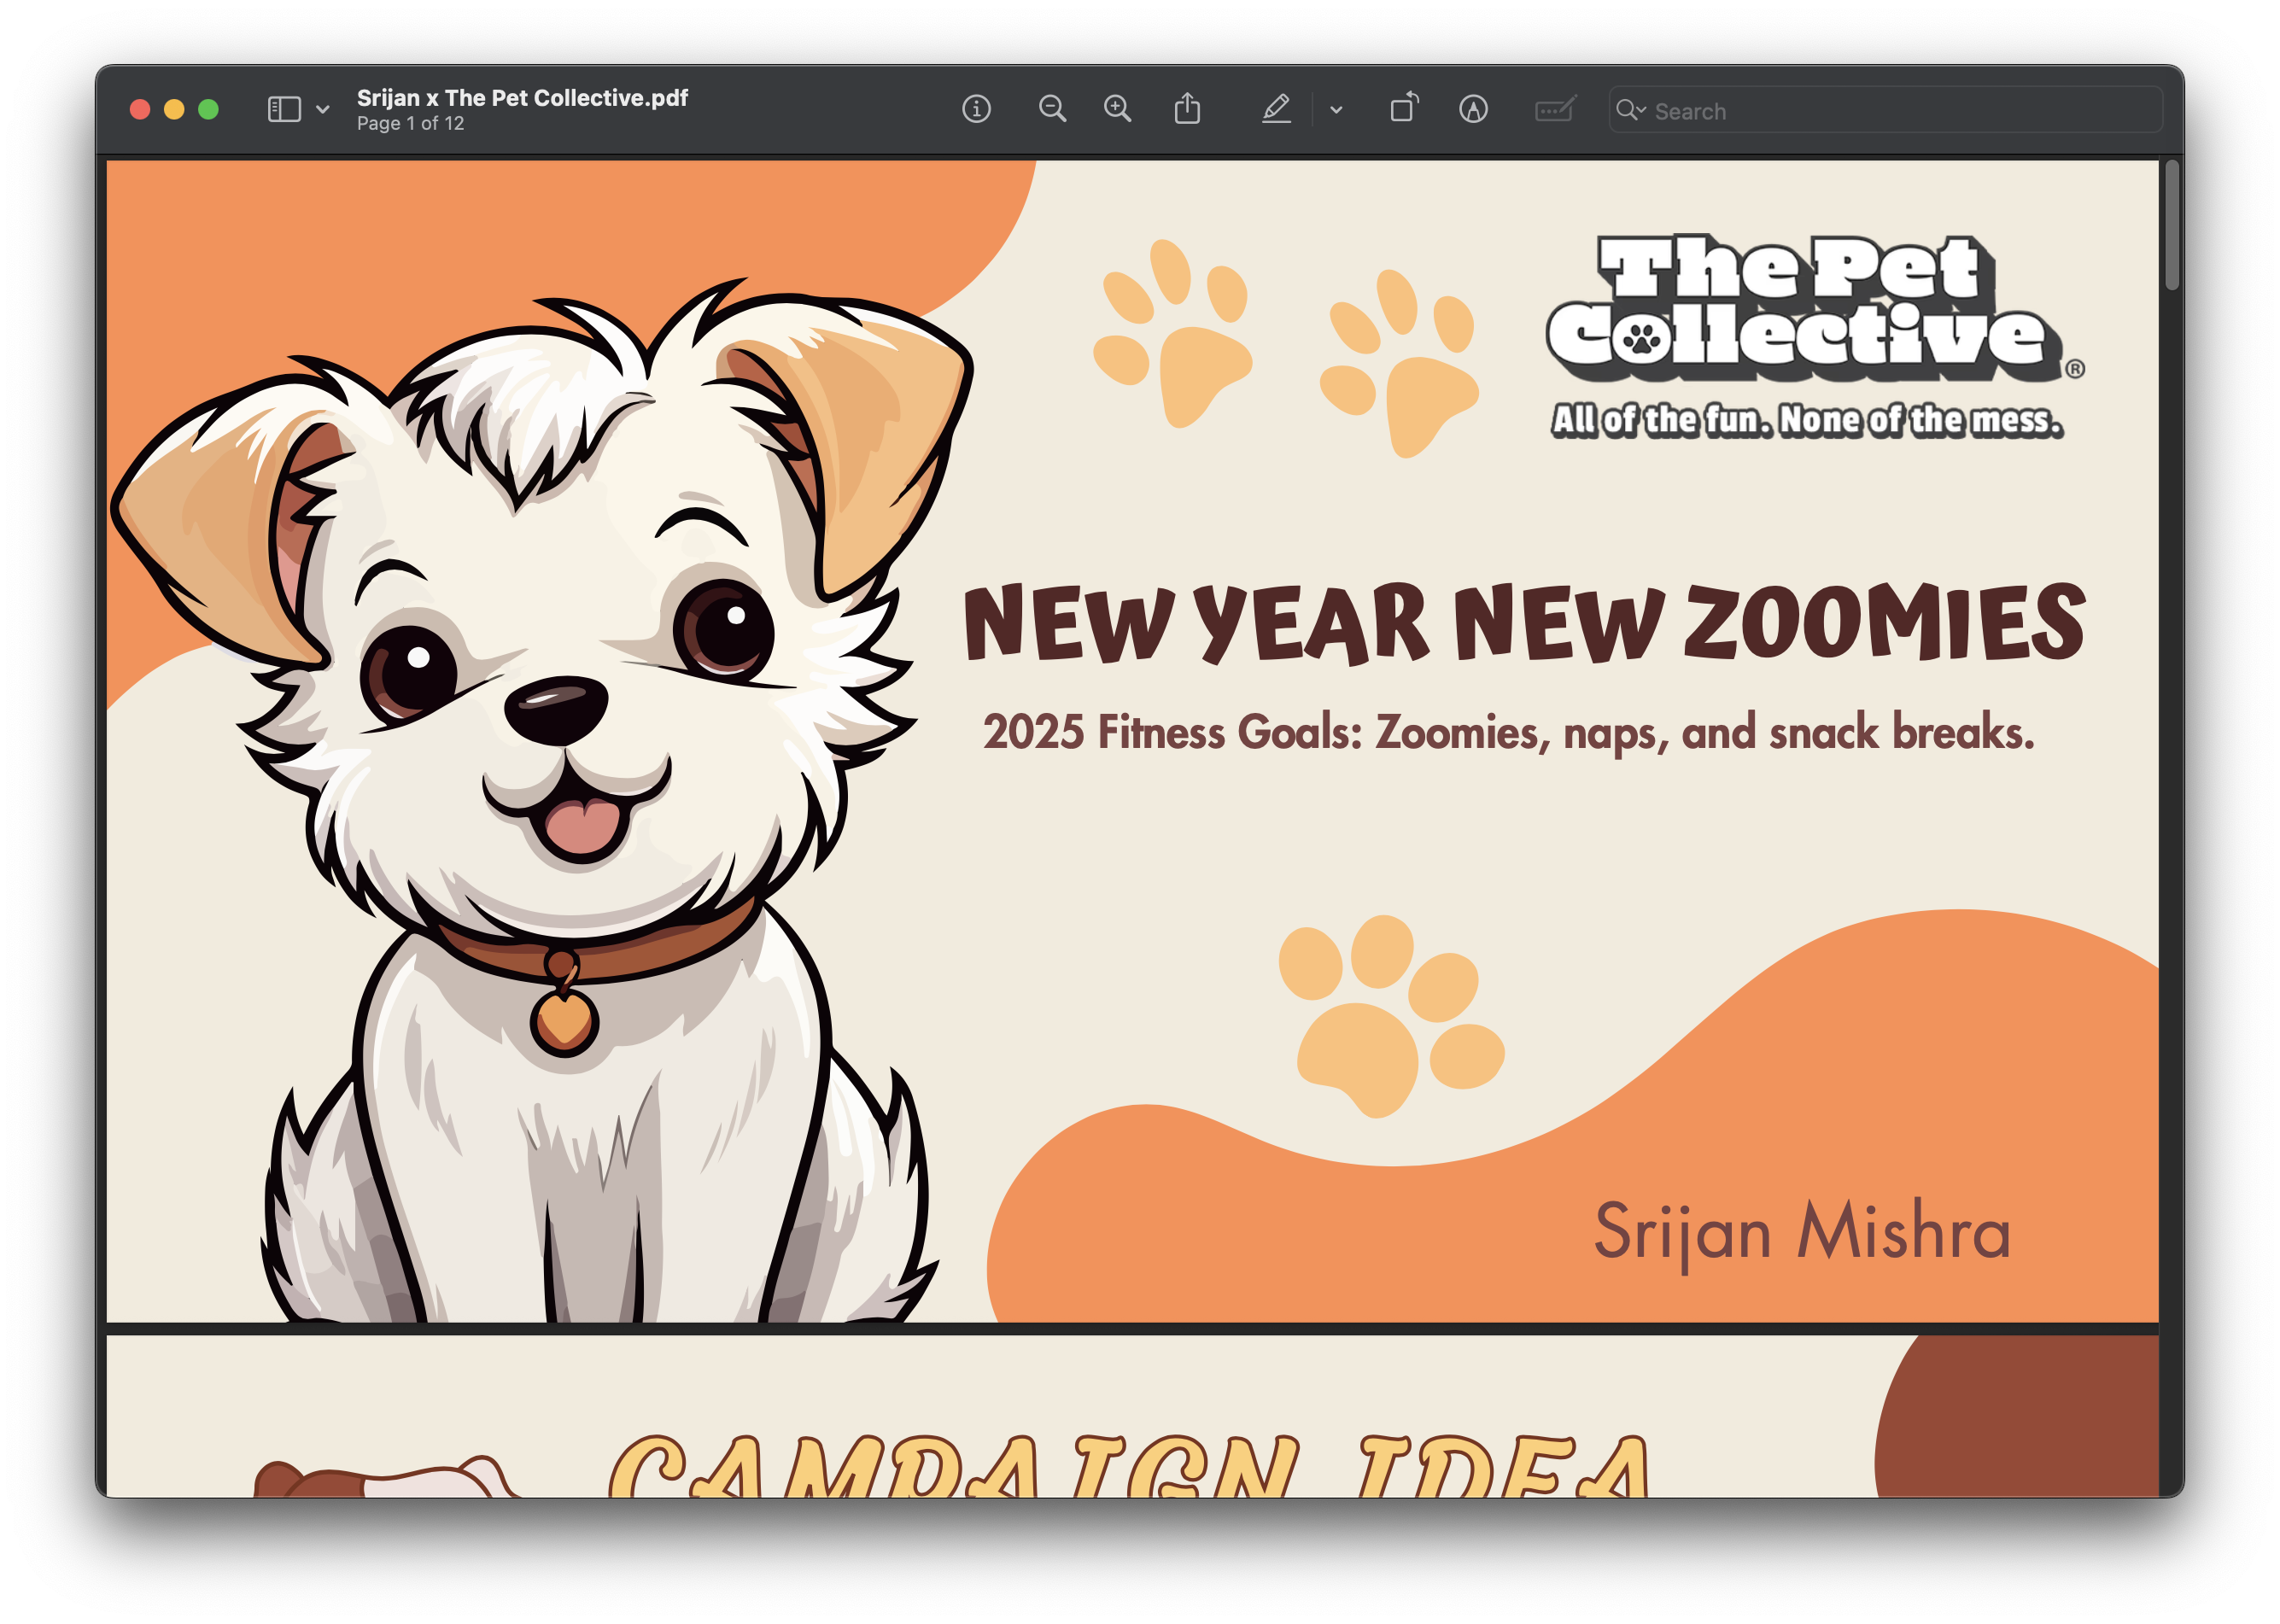 Srijan x The Pet Collective.pdf
Page 1 of 12
Search
The Pet
Collective®
All of the fun. None of the mess.
NEW YEAR NEW ZOOMIES
2025 Fitness Goals: Zoomies, naps, and snack breaks.
Srijan Mishra
CAMPAIGN IDEA